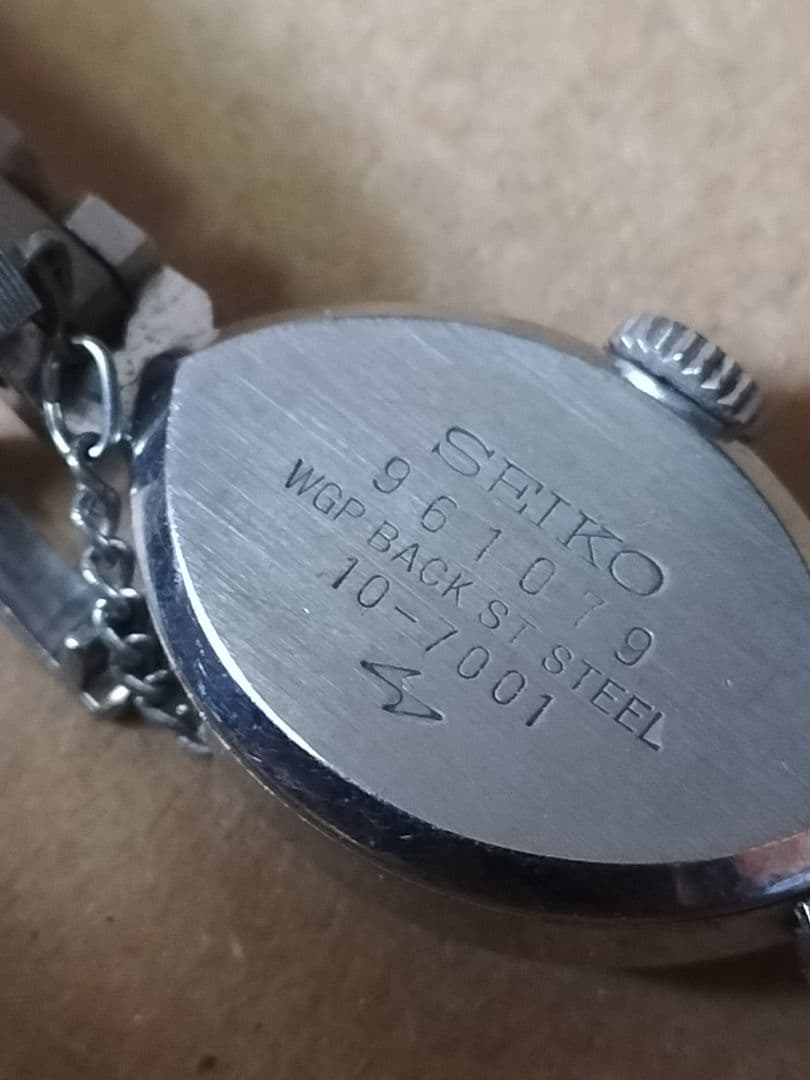 SEIKO
961079
WGP BACK ST STEEL
10-7001